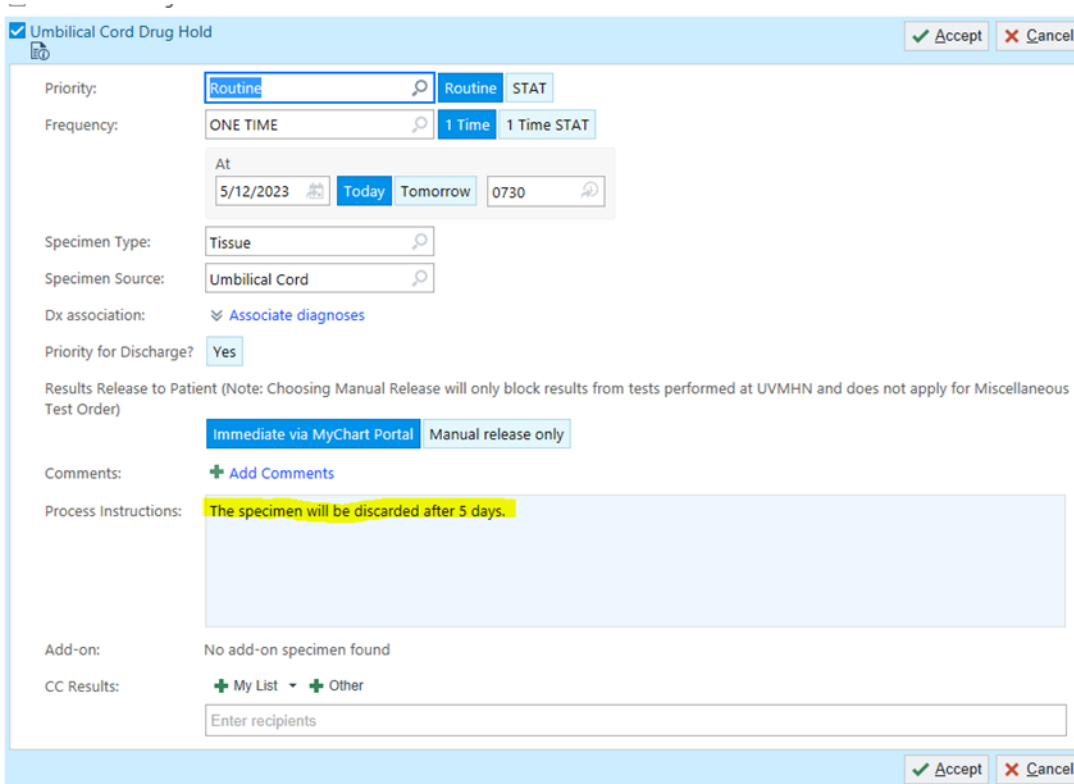 Umbilical Cord Drug Hold
Accept Cancel
Priority: Routine Routine STAT
Frequency: ONE TIME 1 Time 1 Time STAT
At
5/12/2023 Today Tomorrow 0730
Specimen Type: Tissue
Specimen Source: Umbilical Cord
Dx association: Associate diagnoses
Priority for Discharge? Yes
Results Release to Patient (Note: Choosing Manual Release will only block results from tests performed at UVMHN and does not apply for Miscellaneous
Test Order)
Immediate via MyChart Portal Manual release only
Comments: Add Comments
Process Instructions: The specimen will be discarded after 5 days.
Add-on: No add-on specimen found
CC Results: My List Other
Enter recipients
Accept Cancel